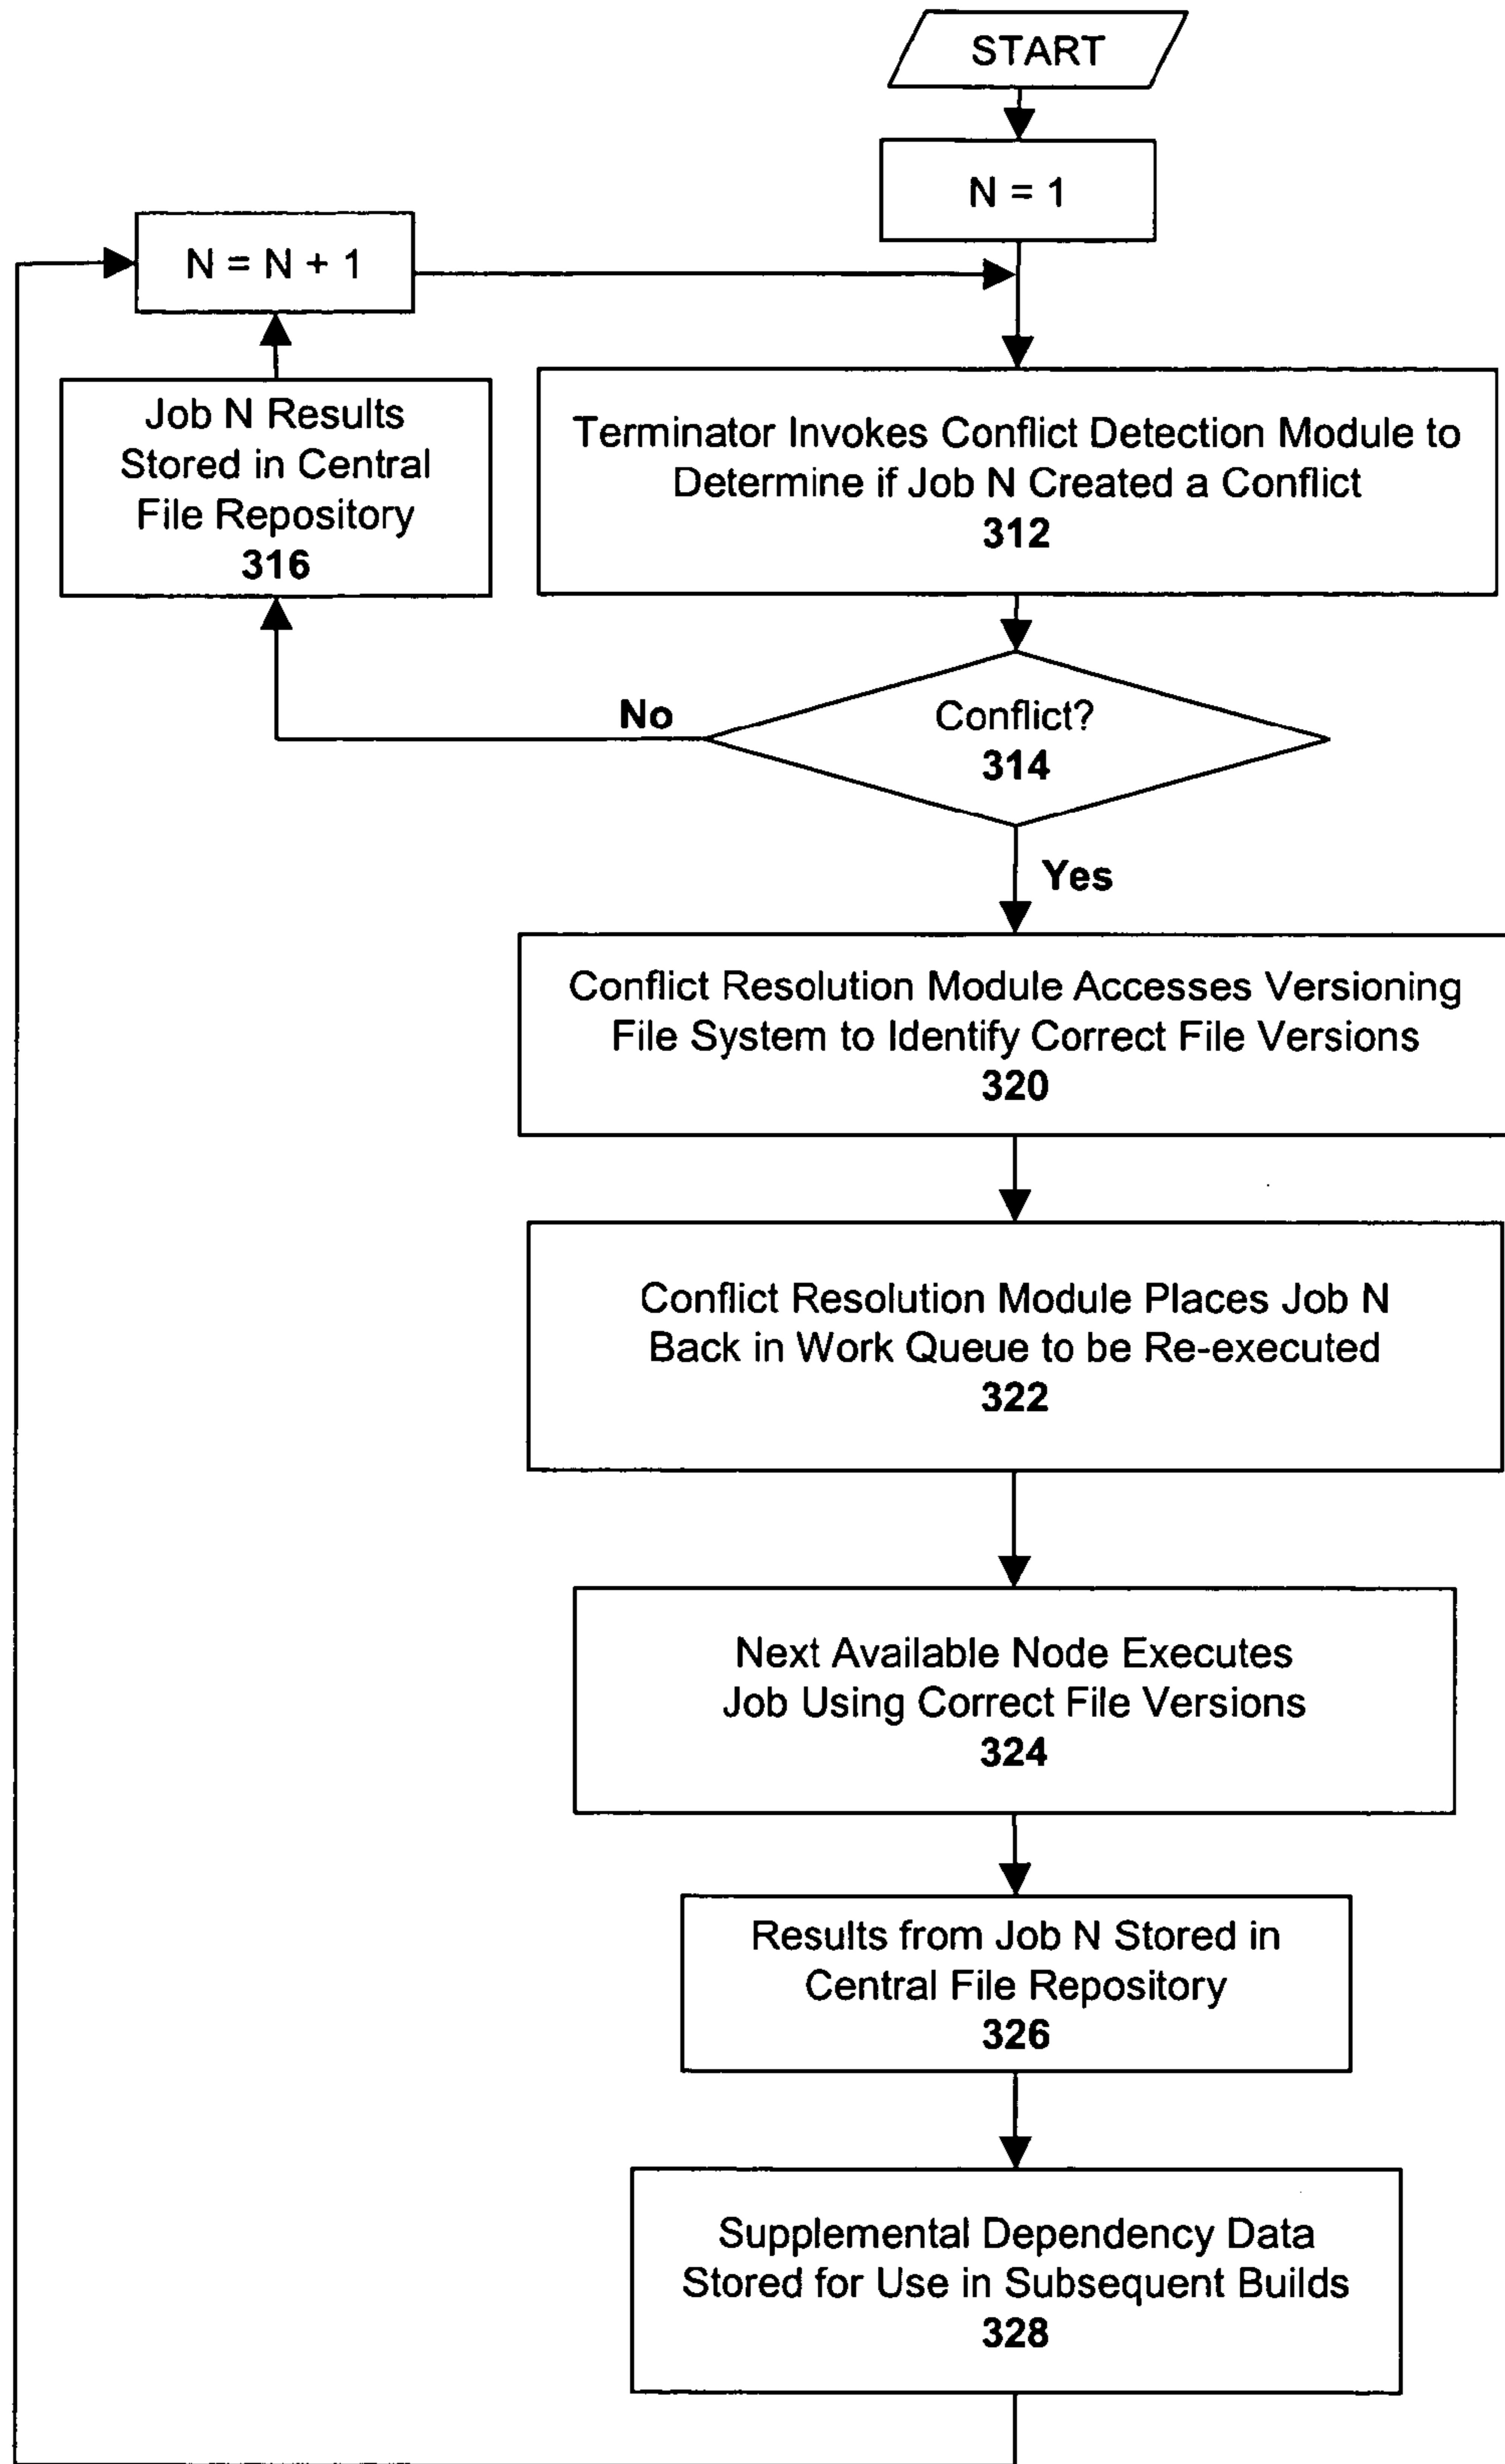 START
N = 1
N = N + 1
Job N Results
Stored in Central
File Repository
316
Terminator Invokes Conflict Detection Module to
Determine if Job N Created a Conflict
312
No
Conflict?
314
Yes
Conflict Resolution Module Accesses Versioning
File System to Identify Correct File Versions
320
Conflict Resolution Module Places Job N
Back in Work Queue to be Re-executed
322
Next Available Node Executes
Job Using Correct File Versions
324
Results from Job N Stored in
Central File Repository
326
Supplemental Dependency Data
Stored for Use in Subsequent Builds
328